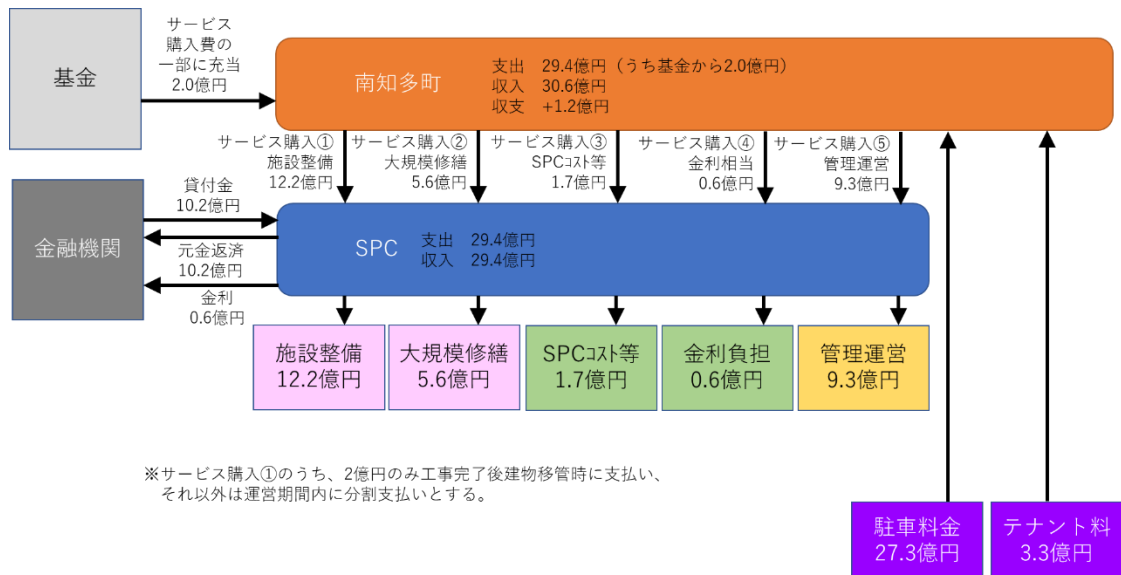 サービス
購入費の
一部に充当
2.0億円
基金
南知多町
支出 29.4億円（うち基金から2.0億円）
収入 30.6億円
収支 +1.2億円
サービス購入①
施設整備
12.2億円
サービス購入②
大規模修繕
5.6億円
サービス購入③
SPCｺｽﾄ等
1.7億円
サービス購入④
金利相当
0.6億円
サービス購入⑤
管理運営
9.3億円
貸付金
10.2億円
金融機関
元金返済
10.2億円
金利
0.6億円
SPC
支出 29.4億円
収入 29.4億円
施設整備
12.2億円
大規模修繕
5.6億円
SPCｺｽﾄ等
1.7億円
金利負担
0.6億円
管理運営
9.3億円
※サービス購入①のうち、2億円のみ工事完了後建物移管時に支払い、
それ以外は運営期間内に分割支払いとする。
駐車料金
27.3億円
テナント料
3.3億円